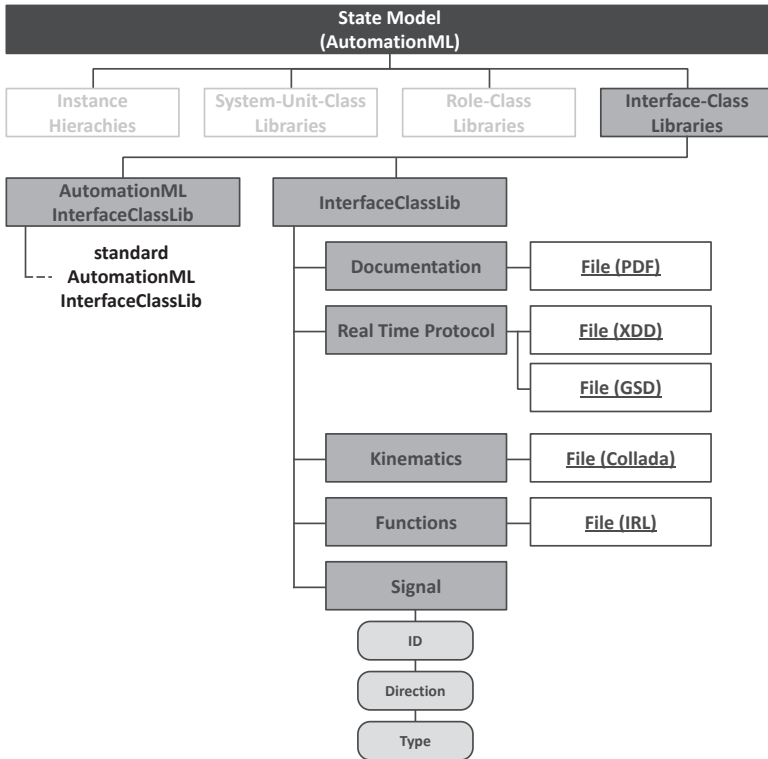 State Model
(AutomationML)
Instance
Hierachies
System-Unit-Class
Libraries
Role-Class
Libraries
Interface-Class
Libraries
AutomationML
InterfaceClassLib
InterfaceClassLib
standard
AutomationML
InterfaceClassLib
Documentation
File (PDF)
Real Time Protocol
File (XDD)
File (GSD)
Kinematics
File (Collada)
Functions
File (IRL)
Signal
ID
Direction
Type